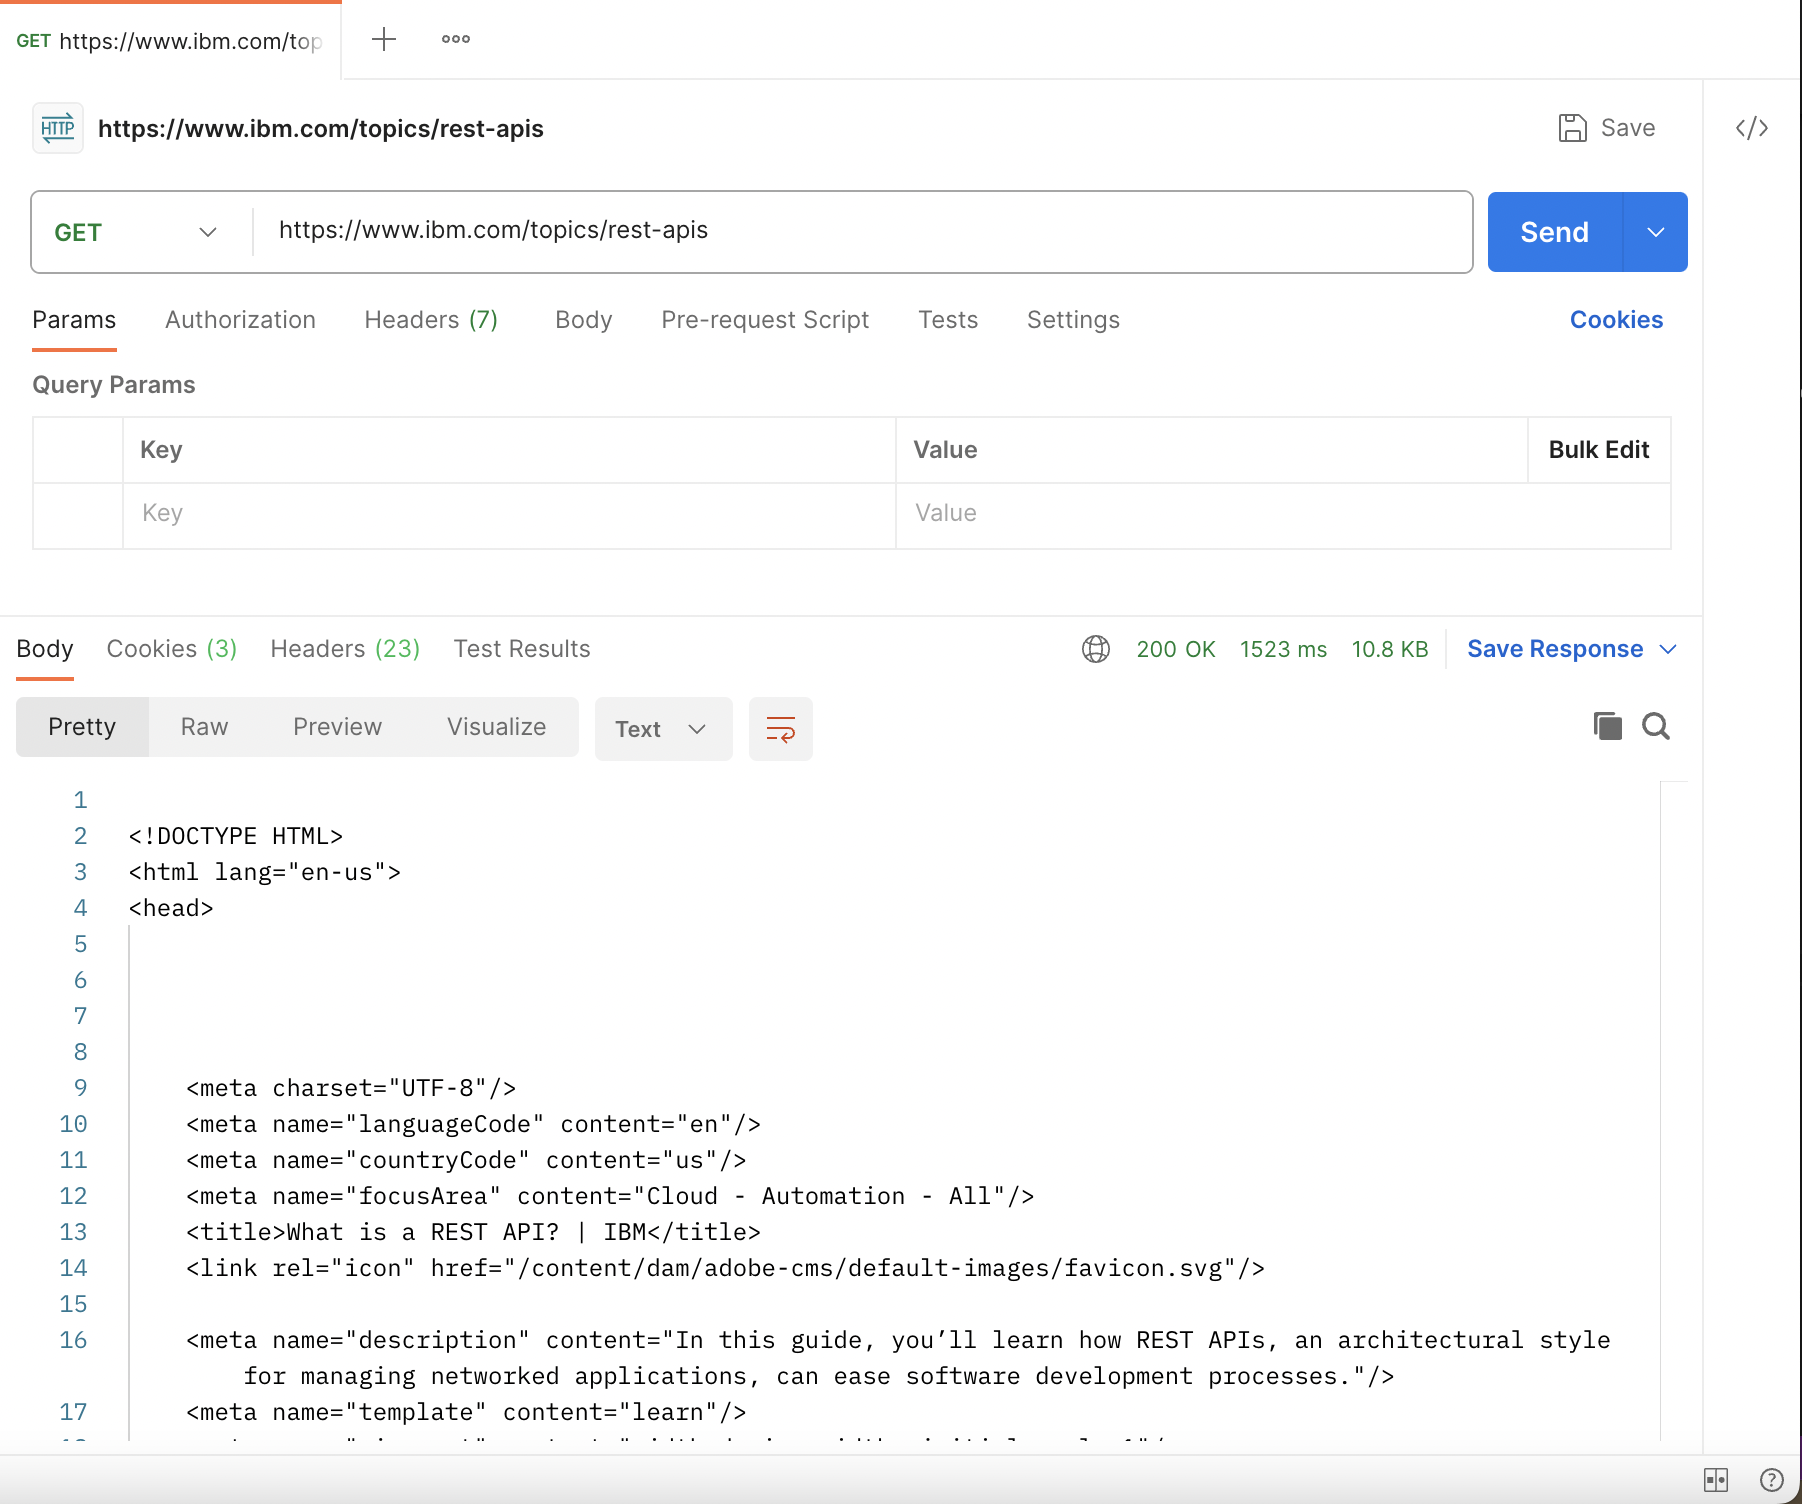 GET https://www.ibm.com/top
HTTP https://www.ibm.com/topics/rest-apis
Save
</>
GET https://www.ibm.com/topics/rest-apis
Send
Params Authorization Headers (7) Body Pre-request Script Tests Settings Cookies
Query Params
Key Value Bulk Edit
Key Value
Body Cookies (3) Headers (23) Test Results 200 OK 1523 ms 10.8 KB Save Response
Pretty Raw Preview Visualize Text
1
2 <!DOCTYPE HTML>
3 <html lang="en-us">
4 <head>
5
6
7
8
9 <meta charset="UTF-8"/>
10 <meta name="languageCode" content="en"/>
11 <meta name="countryCode" content="us"/>
12 <meta name="focusArea" content="Cloud - Automation - All"/>
13 <title>What is a REST API? | IBM</title>
14 <link rel="icon" href="/content/dam/adobe-cms/default-images/favicon.svg"/>
15
16 <meta name="description" content="In this guide, you’ll learn how REST APIs, an architectural style
for managing networked applications, can ease software development processes."/>
17 <meta name="template" content="learn"/>